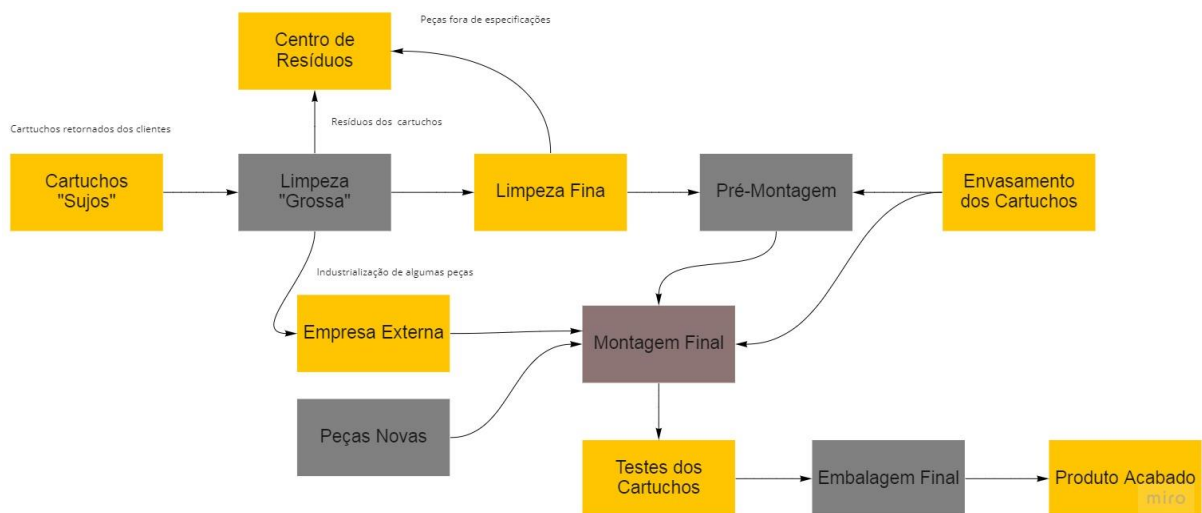 Peças fora de especificações
Centro de
Resíduos
Carttuchos retornados dos clientes
Resíduos dos cartuchos
Cartuchos
"Sujos"
Limpeza
"Grossa"
Limpeza Fina
Pré-Montagem
Envasamento
dos Cartuchos
Industrialização de algumas peças
Empresa Externa
Montagem Final
Peças Novas
Testes dos
Cartuchos
Embalagem Final
Produto Acabado
miro